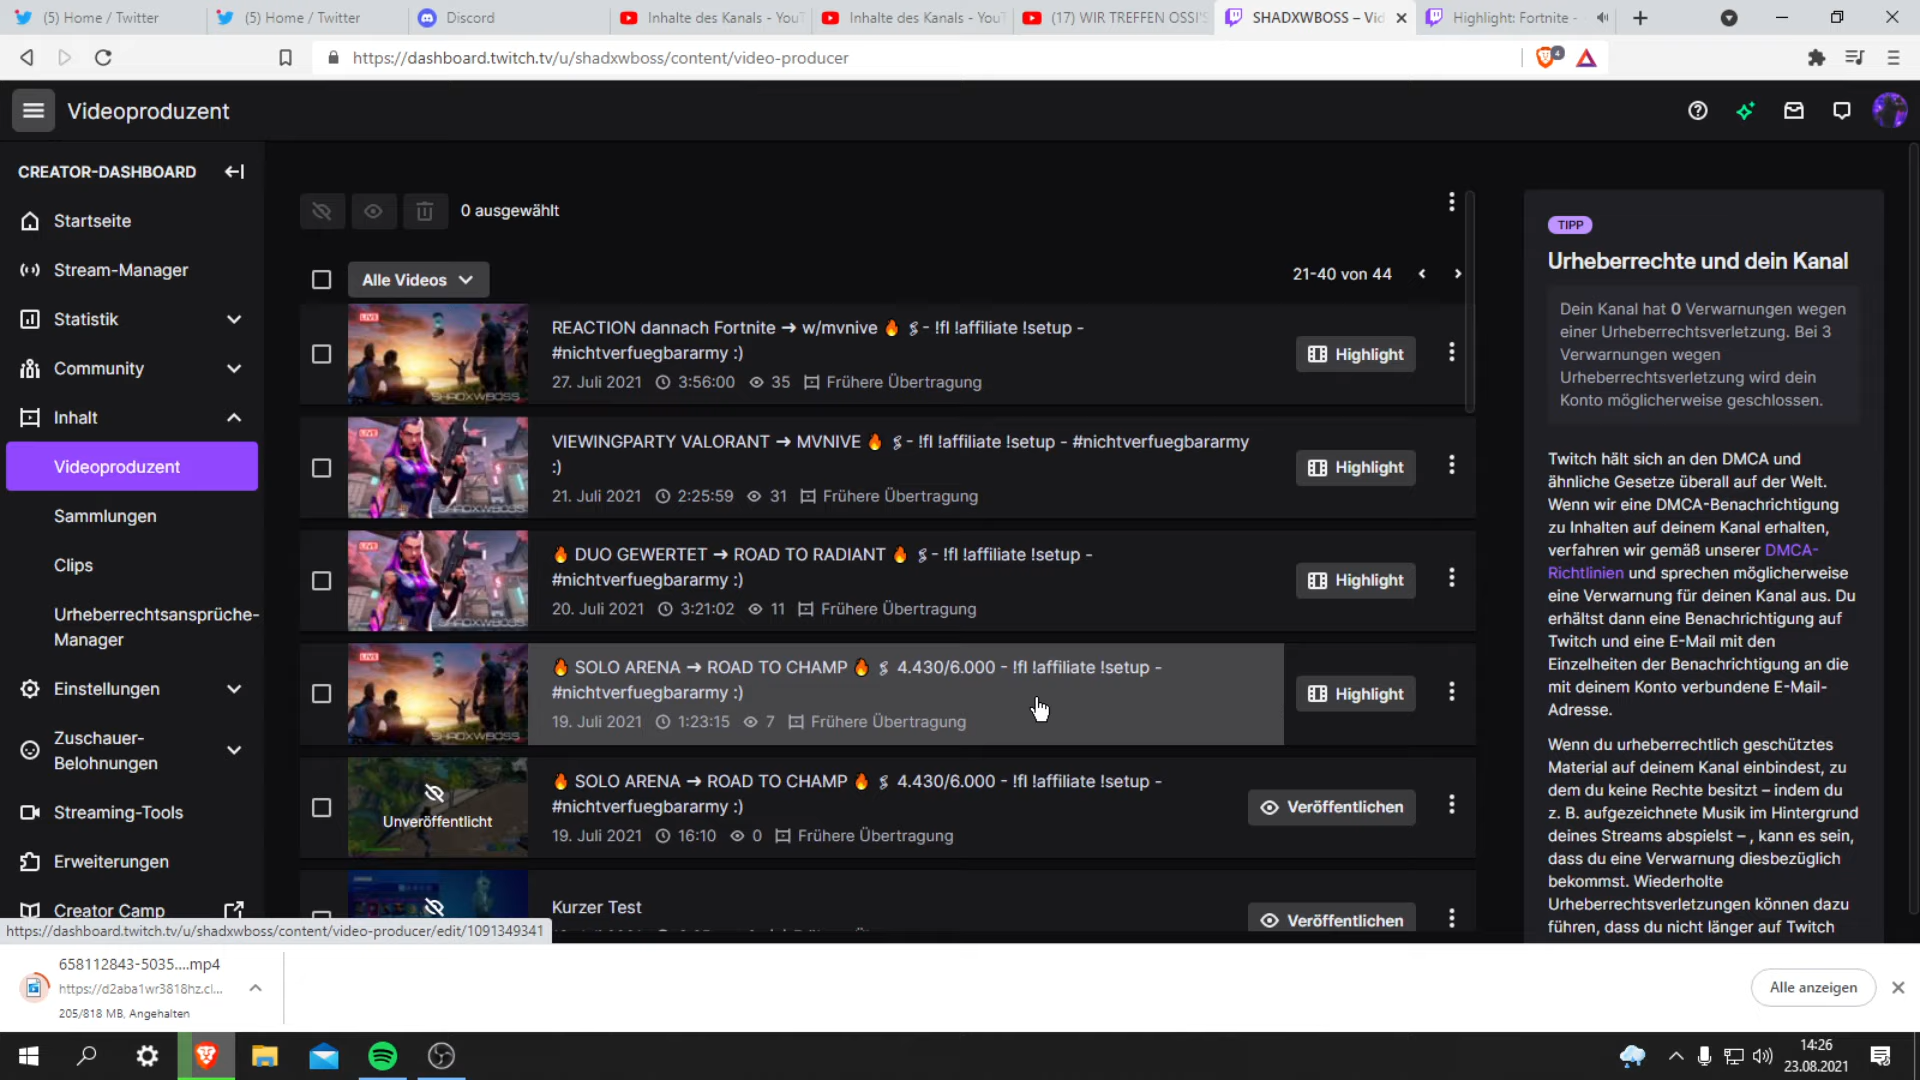 (5) Home / Twitter
(5) Home / Twitter
Discord
Inhalte des Kanals - YouT
Inhalte des Kanals - YouT
(17) WIR TREFFEN OSSI'S
SHADXWBOSS – Vid
Highlight: Fortnite -
https://dashboard.twitch.tv/u/shadxwboss/content/video-producer
4
Videoproduzent
CREATOR-DASHBOARD
Startseite
Stream-Manager
Statistik
Community
Inhalt
Videoproduzent
Sammlungen
Clips
Urheberrechtsansprüche-
Manager
Einstellungen
Zuschauer-
Belohnungen
Streaming-Tools
Erweiterungen
Creator Camp
https://dashboard.twitch.tv/u/shadxwboss/content/video-producer/edit/1091349341
0 ausgewählt
Alle Videos
21-40 von 44
LIVE
SHADXWBOSS
REACTION dannach Fortnite → w/mvnive 🔥 - !fl !affiliate !setup -
#nichtverfuegbararmy :)
27. Juli 2021 3:56:00 35 Frühere Übertragung
Highlight
LIVE
SHADXWBOSS
VIEWINGPARTY VALORANT → MVNIVE 🔥 - !fl !affiliate !setup - #nichtverfuegbararmy
:)
21. Juli 2021 2:25:59 31 Frühere Übertragung
Highlight
LIVE
SHADXWBOSS
🔥 DUO GEWERTET → ROAD TO RADIANT 🔥 - !fl !affiliate !setup -
#nichtverfuegbararmy :)
20. Juli 2021 3:21:02 11 Frühere Übertragung
Highlight
LIVE
SHADXWBOSS
🔥 SOLO ARENA → ROAD TO CHAMP 🔥 4.430/6.000 - !fl !affiliate !setup -
#nichtverfuegbararmy :)
19. Juli 2021 1:23:15 7 Frühere Übertragung
Highlight
Unveröffentlicht
🔥 SOLO ARENA → ROAD TO CHAMP 🔥 4.430/6.000 - !fl !affiliate !setup -
#nichtverfuegbararmy :)
19. Juli 2021 16:10 0 Frühere Übertragung
Veröffentlichen
Kurzer Test
Veröffentlichen
TIPP
Urheberrechte und dein Kanal
Dein Kanal hat 0 Verwarnungen wegen
einer Urheberrechtsverletzung. Bei 3
Verwarnungen wegen
Urheberrechtsverletzung wird dein
Konto möglicherweise geschlossen.
Twitch hält sich an den DMCA und
ähnliche Gesetze überall auf der Welt.
Wenn wir eine DMCA-Benachrichtigung
zu Inhalten auf deinem Kanal erhalten,
verfahren wir gemäß unserer DMCA-
Richtlinien und sprechen möglicherweise
eine Verwarnung für deinen Kanal aus. Du
erhältst dann eine Benachrichtigung auf
Twitch und eine E-Mail mit den
Einzelheiten der Benachrichtigung an die
mit deinem Konto verbundene E-Mail-
Adresse.
Wenn du urheberrechtlich geschütztes
Material auf deinem Kanal einbindest, zu
dem du keine Rechte besitzt – indem du
z. B. aufgezeichnete Musik im Hintergrund
deines Streams abspielst – , kann es sein,
dass du eine Verwarnung diesbezüglich
bekommst. Wiederholte
Urheberrechtsverletzungen können dazu
führen, dass du nicht länger auf Twitch
658112843-5035....mp4
https://d2aba1wr3818hz.cl...
205/818 MB, Angehalten
Alle anzeigen
14:26
23.08.2021